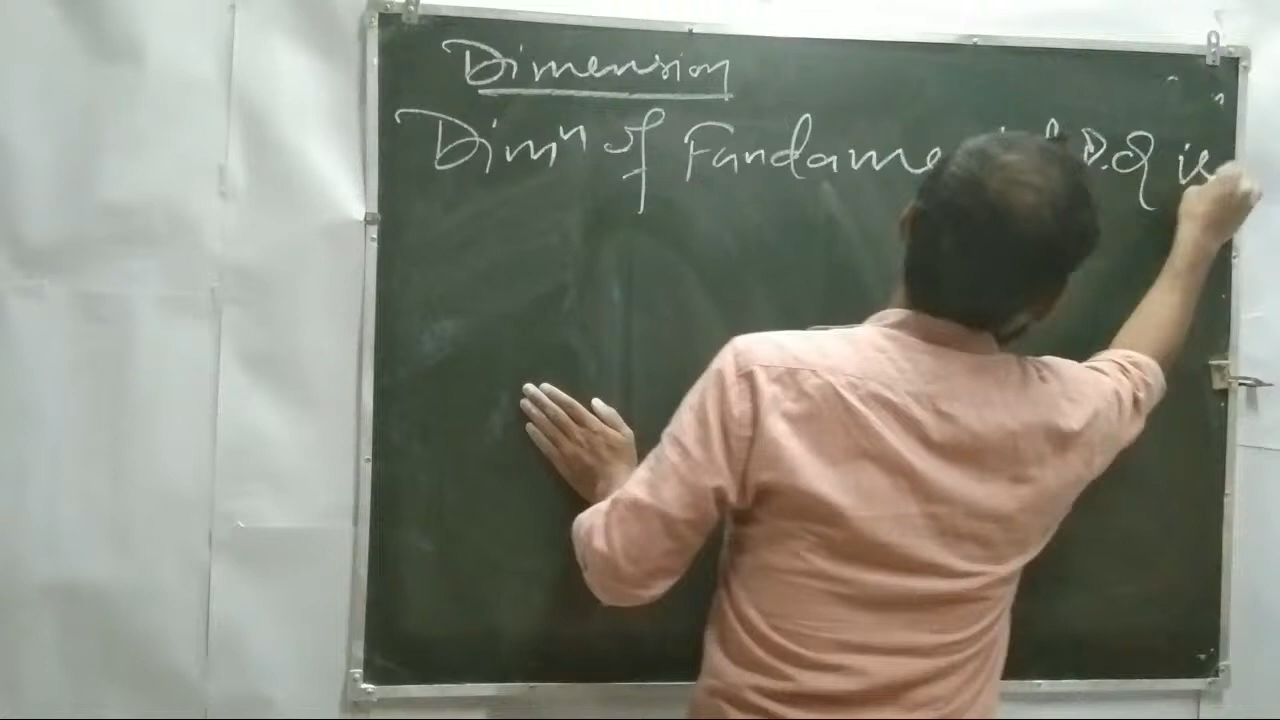 Dimension
Dimⁿ of Fundame P.Q is